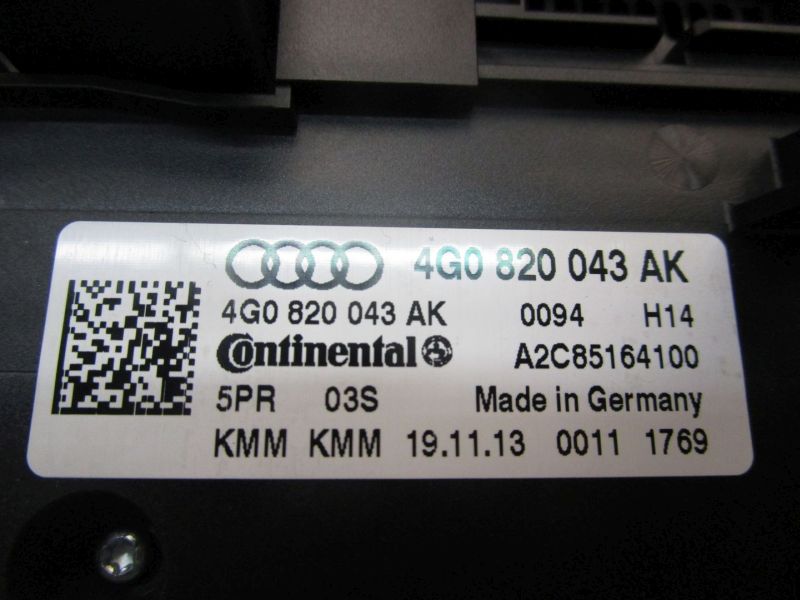 4G0 820 043 AK
4G0 820 043 AK 0094 H14
Continental A2C85164100
5PR 03S Made in Germany
KMM KMM 19.11.13 0011 1769